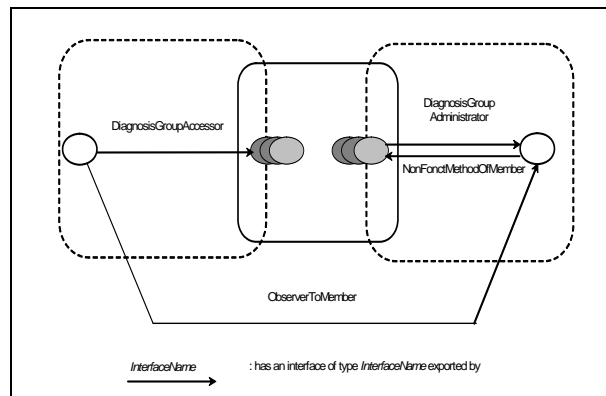 DiagnosisGroupAccessor
DiagnosisGroup
Administrator
NonFonctMethodOfMember
ObserverToMember
InterfaceName
: has an interface of type InterfaceName exported by